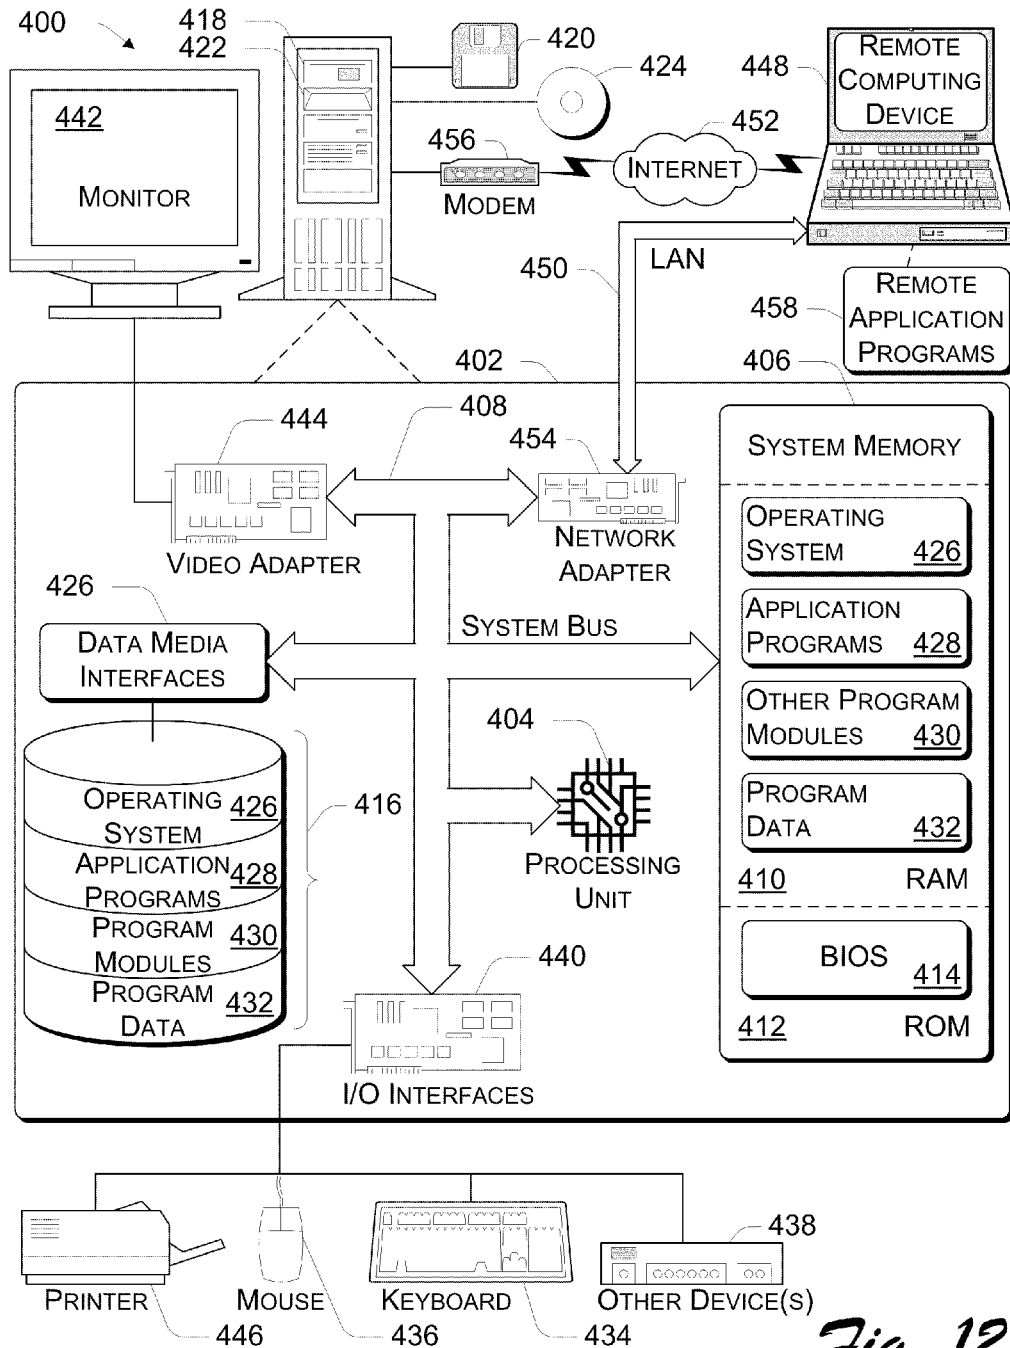 400
418
422
420
424
448
REMOTE
COMPUTING
DEVICE
442
MONITOR
456
MODEM
452
INTERNET
450
LAN
458
REMOTE
APPLICATION
PROGRAMS
402
406
444
408
454
SYSTEM MEMORY
VIDEO ADAPTER
NETWORK
ADAPTER
OPERATING
SYSTEM 426
426
DATA MEDIA
INTERFACES
SYSTEM BUS
APPLICATION
PROGRAMS 428
OTHER PROGRAM
MODULES 430
404
PROCESSING
UNIT
PROGRAM
DATA 432
410 RAM
OPERATING
SYSTEM 426
416
APPLICATION
PROGRAMS 428
PROGRAM
MODULES 430
PROGRAM
DATA 432
440
I/O INTERFACES
BIOS 414
412 ROM
438
PRINTER
MOUSE
KEYBOARD
OTHER DEVICE(S)
446
436
434
Fig. 12